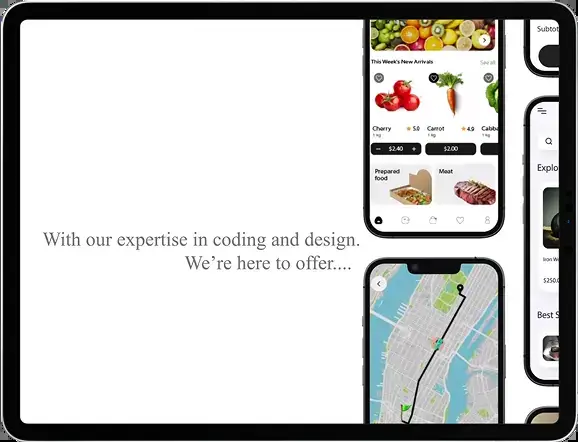 With our expertise in coding and design.
We’re here to offer....
This Week's New Arrivals See all
Charry 5.0 Carrot 4.9 Cabba
1 kg 1 kg
− $2.40 + $2.00
Prepared food Meat
Subtot
Explo
Iron W
$250.0
Best S